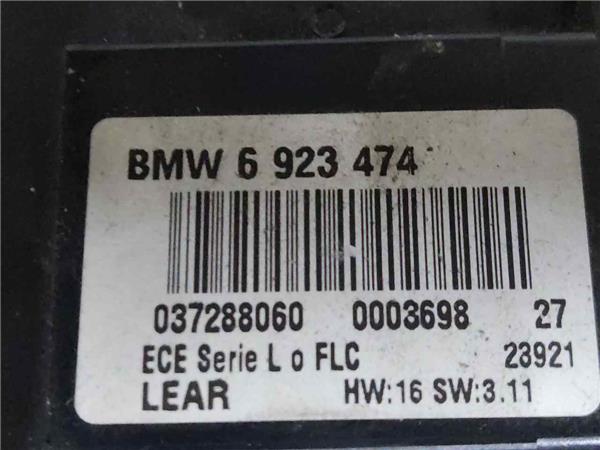 BMW 6 923 474
037288060 0003698 27
ECE Serie L o FLC 23921
LEAR HW:16 SW:3.11